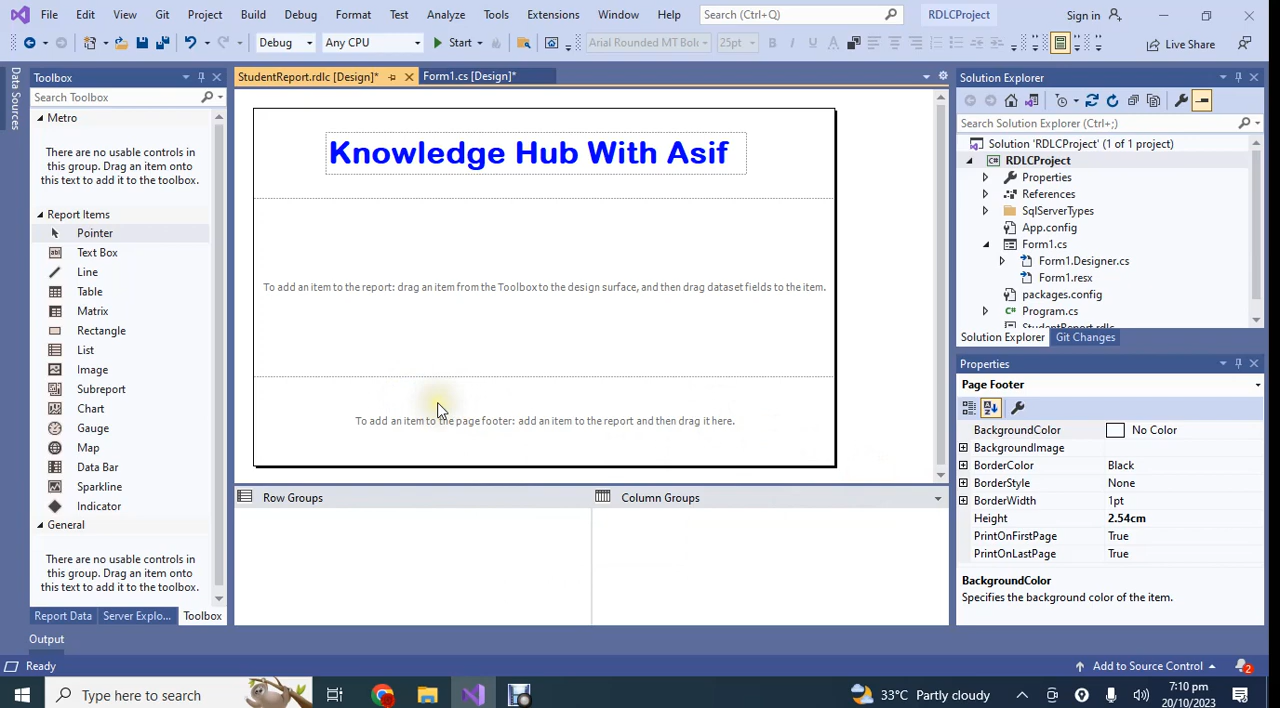 File Edit View Git Project Build Debug Format Test Analyze Tools Extensions Window Help Search (Ctrl+Q) RDLCProject Sign in
Debug Any CPU Start Arial Rounded MT Bol 25pt Live Share
Data Sources
Toolbox
Search Toolbox
Metro
There are no usable controls in
this group. Drag an item onto
this text to add it to the toolbox.
Report Items
Pointer
Text Box
Line
Table
Matrix
Rectangle
List
Image
Subreport
Chart
Gauge
Map
Data Bar
Sparkline
Indicator
General
There are no usable controls in
this group. Drag an item onto
this text to add it to the toolbox.
Report Data Server Explo... Toolbox
StudentReport.rdlc [Design]* Form1.cs [Design]*
Knowledge Hub With Asif
To add an item to the report: drag an item from the Toolbox to the design surface, and then drag dataset fields to the item.
To add an item to the page footer: add an item to the report and then drag it here.
Row Groups Column Groups
Solution Explorer
Search Solution Explorer (Ctrl+;)
Solution 'RDLCProject' (1 of 1 project)
RDLCProject
Properties
References
SqlServerTypes
App.config
Form1.cs
Form1.Designer.cs
Form1.resx
packages.config
Program.cs
StudentReport.rdlc
Solution Explorer Git Changes
Properties
Page Footer
BackgroundColor No Color
BackgroundImage
BorderColor Black
BorderStyle None
BorderWidth 1pt
Height 2.54cm
PrintOnFirstPage True
PrintOnLastPage True
BackgroundColor
Specifies the background color of the item.
Output
Ready Add to Source Control 2
Type here to search 33°C Partly cloudy 7:10 pm
20/10/2023